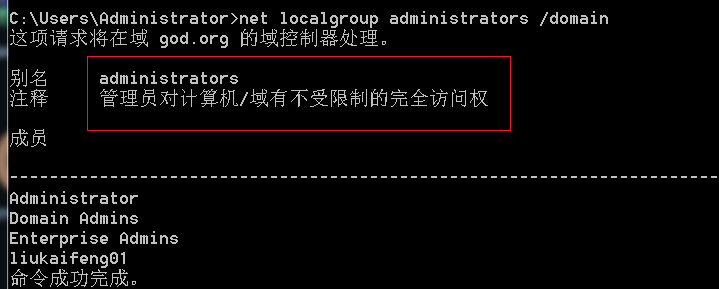 C:\Users\Administrator>net localgroup administrators /domain
这项请求将在域 god.org 的域控制器处理。
别名 administrators
注释 管理员对计算机/域有不受限制的完全访问权
成员
-------------------------------------------------------------------------------
Administrator
Domain Admins
Enterprise Admins
liukaifeng01
命令成功完成。